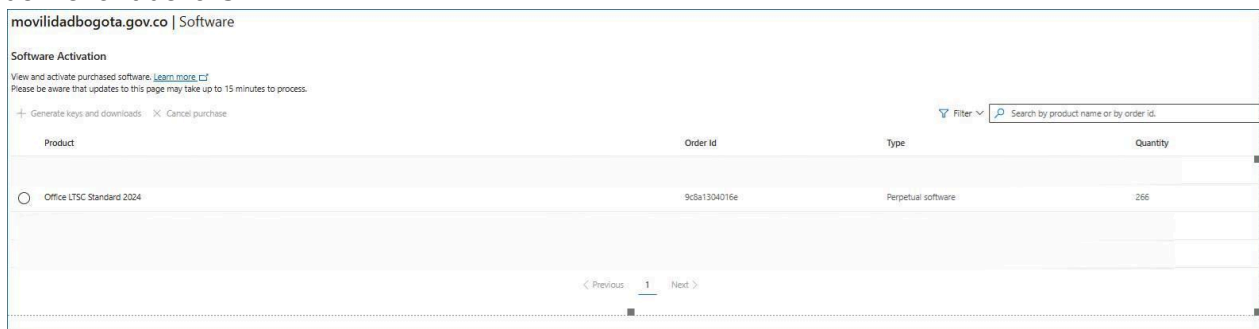 movilidadbogota.gov.co | Software
Software Activation
View and activate purchased software. Learn more
Please be aware that updates to this page may take up to 15 minutes to process.
+ Generate keys and downloads × Cancel purchase Filter Search by product name or by order id.
Product Order Id Type Quantity
Office LTSC Standard 2024 9c8a1304016e Perpetual software 266
< Previous 1 Next >